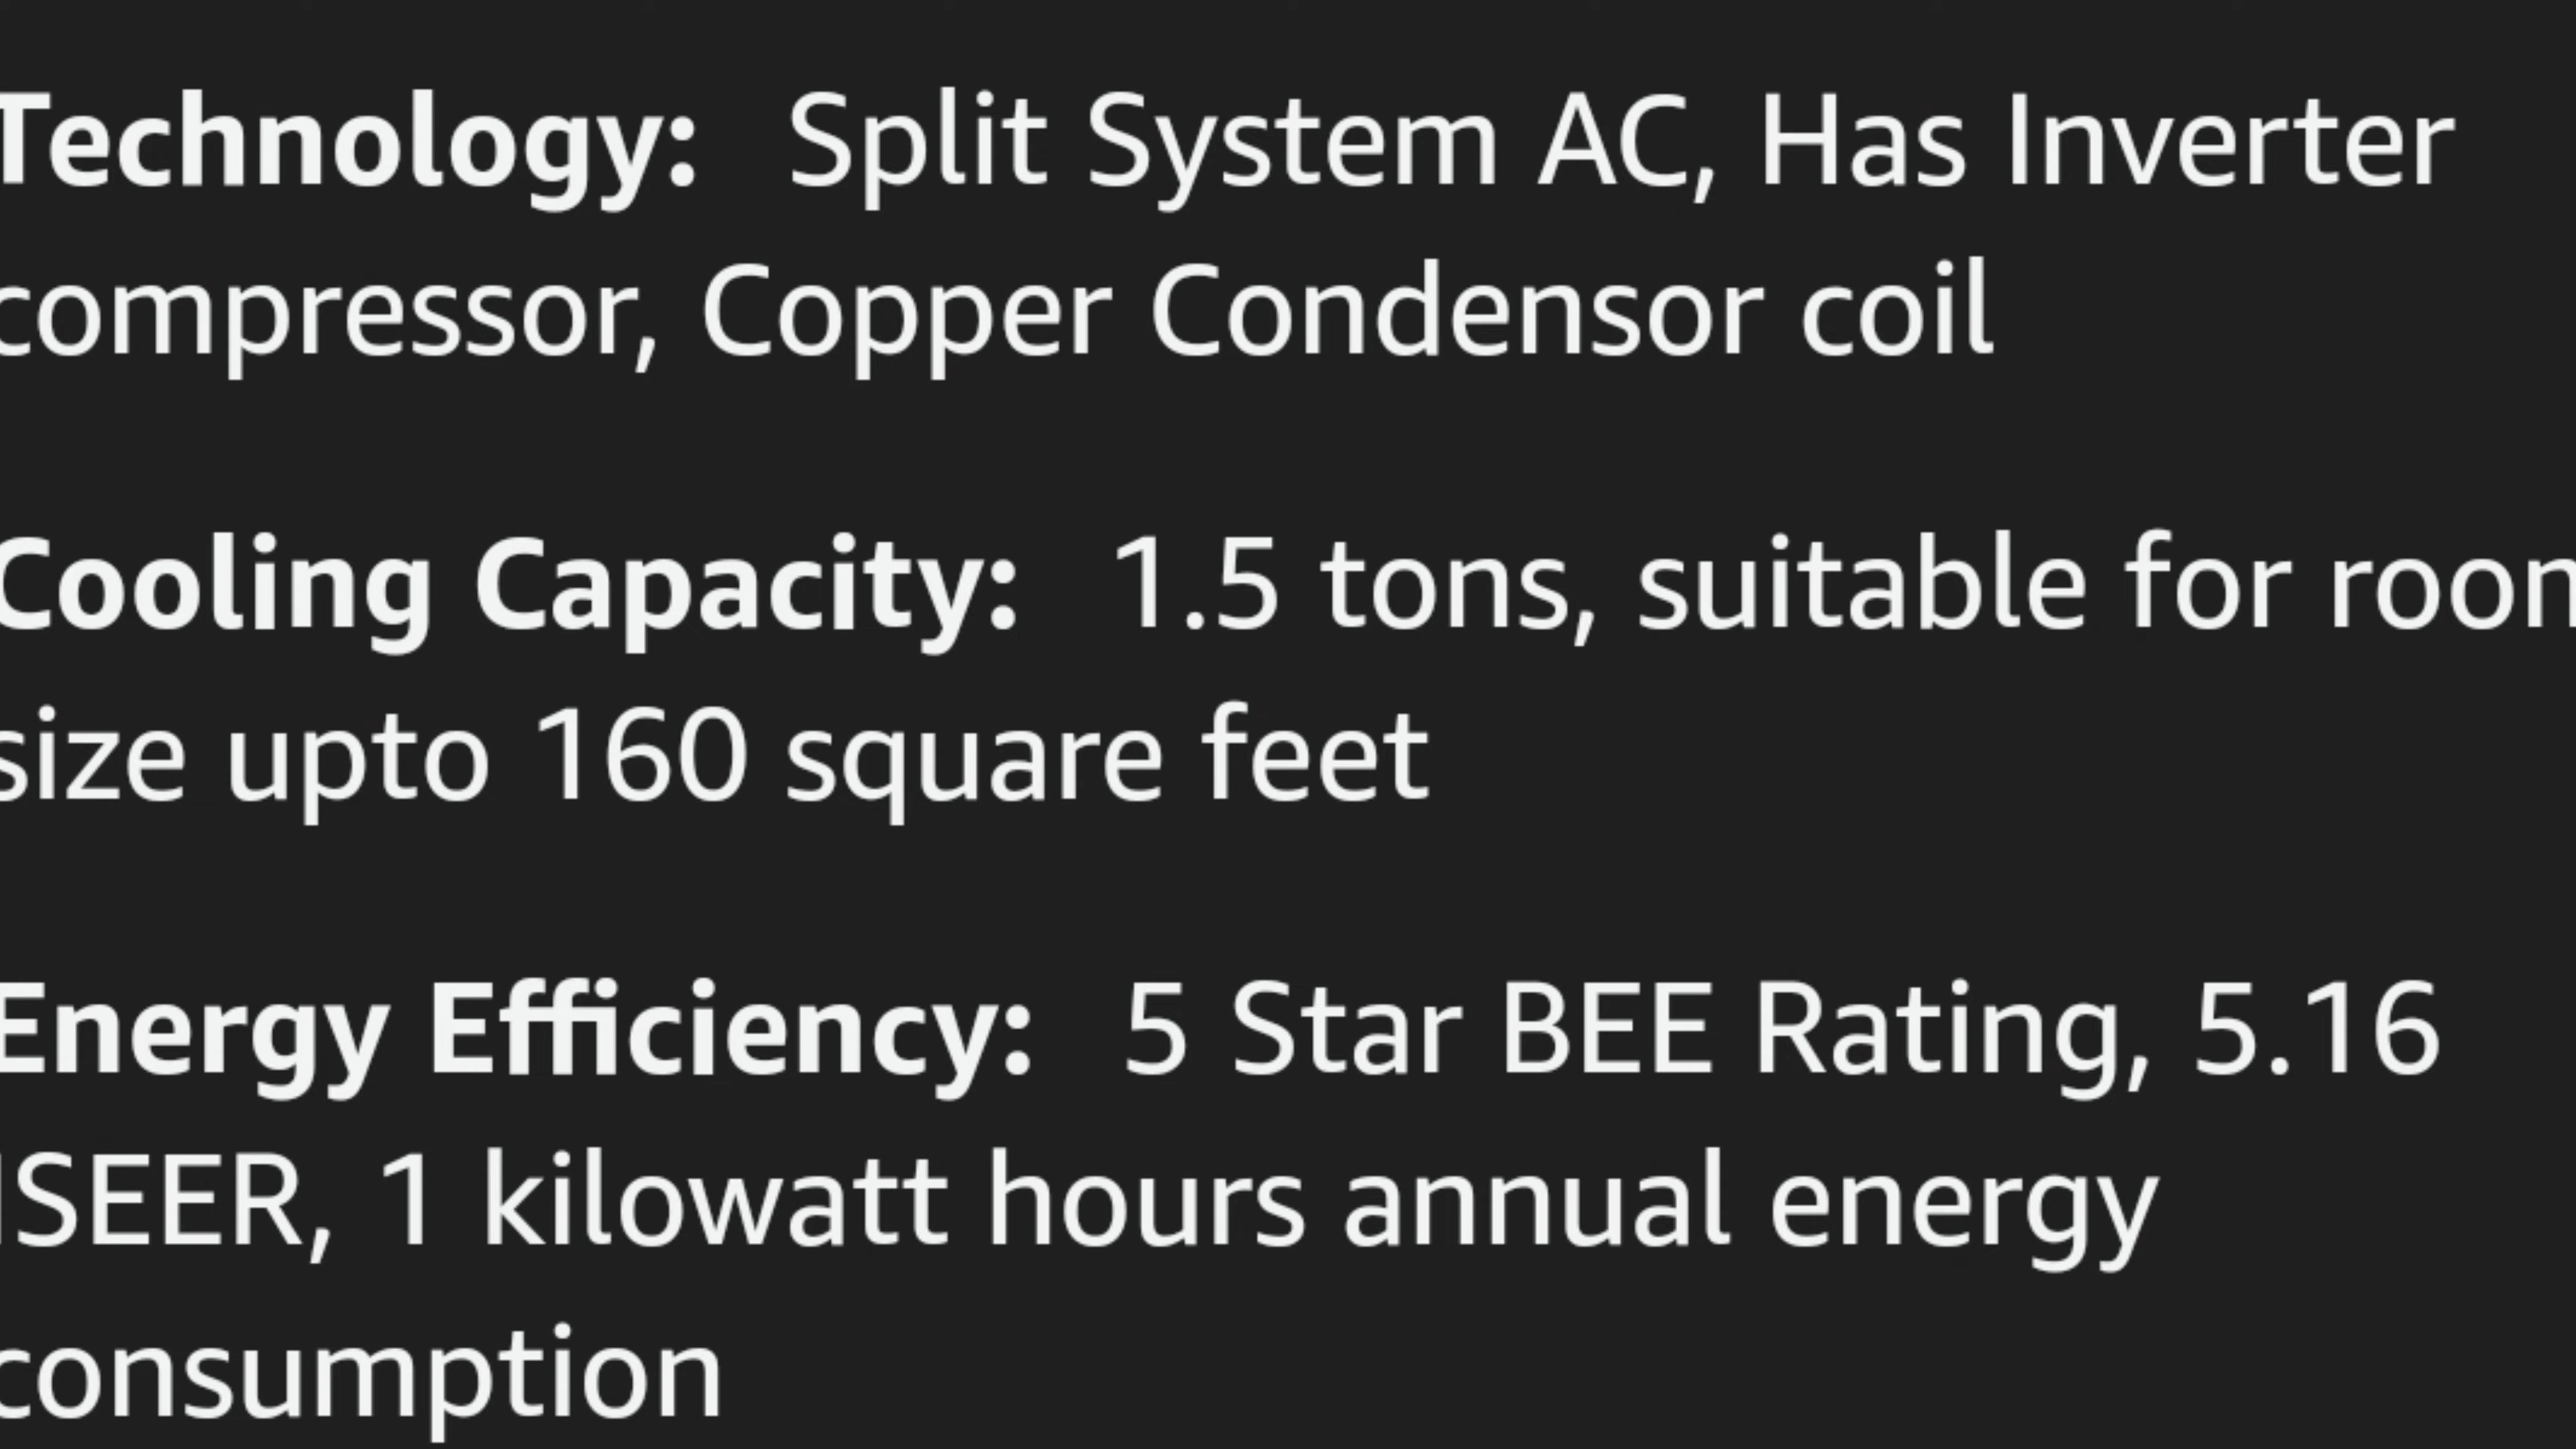 Technology: Split System AC, Has Inverter
compressor, Copper Condensor coil
Cooling Capacity: 1.5 tons, suitable for room
size upto 160 square feet
Energy Efficiency: 5 Star BEE Rating, 5.16
ISEER, 1 kilowatt hours annual energy
consumption